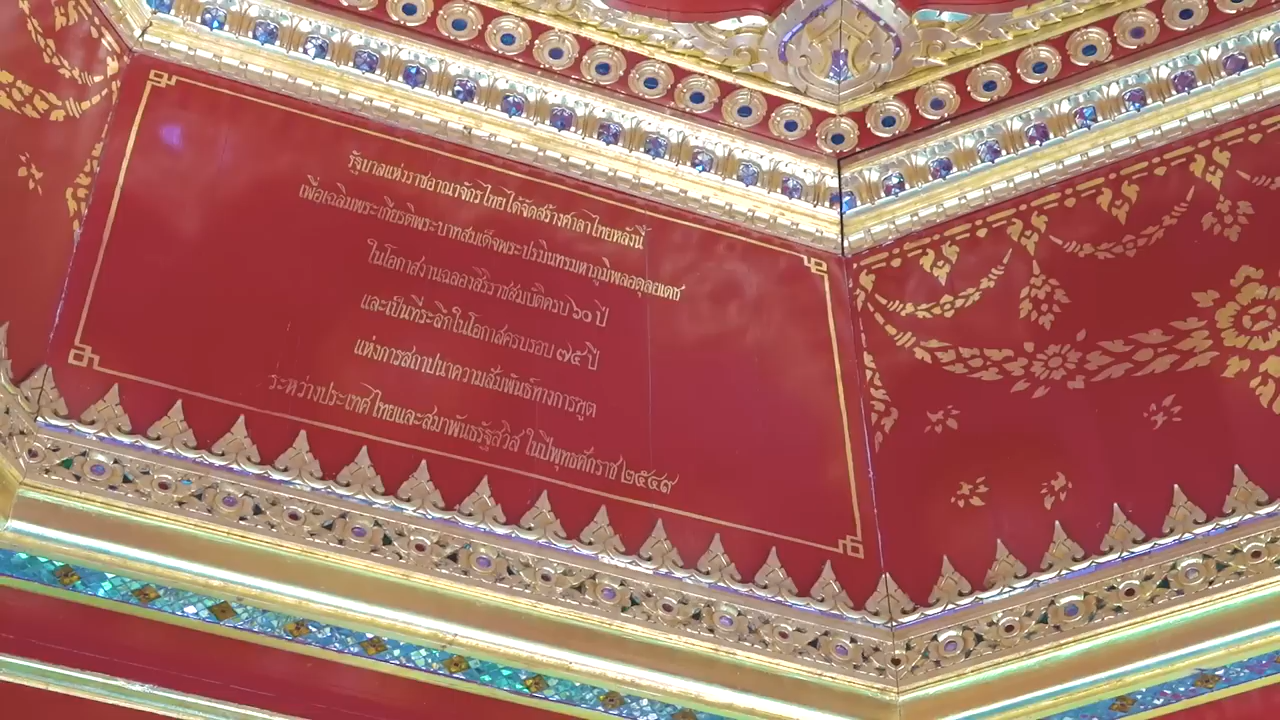 รัฐบาลแห่งราชอาณาจักรไทยได้จัดสร้างศาลาไทยหลังนี้
เพื่อเฉลิมพระเกียรติพระบาทสมเด็จพระปรมินทรมหาภูมิพลอดุลยเดช
ในโอกาสงานฉลองสิริราชสมบัติครบ ๖๐ ปี
และเป็นที่ระลึกในโอกาสครบรอบ ๗๕ ปี
แห่งการสถาปนาความสัมพันธ์ทางการทูต
ระหว่างประเทศไทยและสมาพันธรัฐสวิส ในปีพุทธศักราช ๒๕๔๙